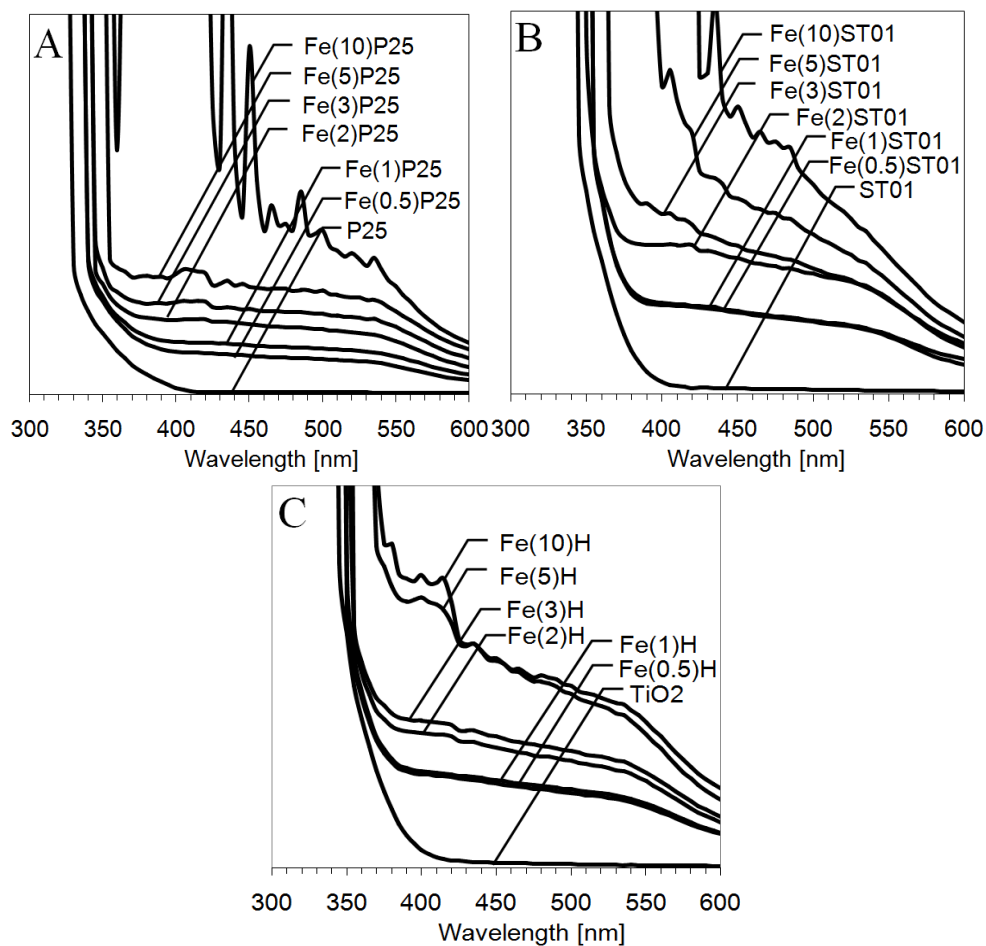 A
Fe(10)P25
Fe(5)P25
Fe(3)P25
Fe(2)P25
Fe(1)P25
Fe(0.5)P25
P25
300 350 400 450 500 550 600
Wavelength [nm]
B
Fe(10)ST01
Fe(5)ST01
Fe(3)ST01
Fe(2)ST01
Fe(1)ST01
Fe(0.5)ST01
ST01
300 350 400 450 500 550 600
Wavelength [nm]
C
Fe(10)H
Fe(5)H
Fe(3)H
Fe(2)H
Fe(1)H
Fe(0.5)H
TiO2
300 350 400 450 500 550 600
Wavelength [nm]